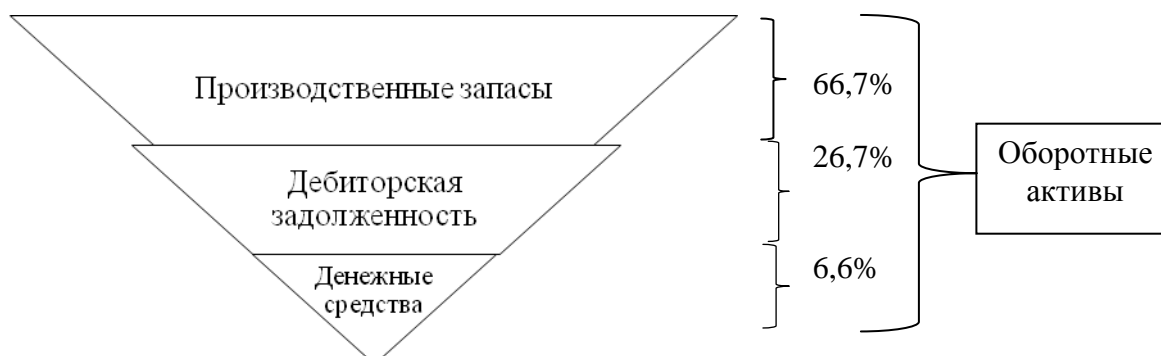 Производственные запасы
66,7%
Дебиторская
задолженность
26,7%
Денежные
средства
6,6%
Оборотные
активы